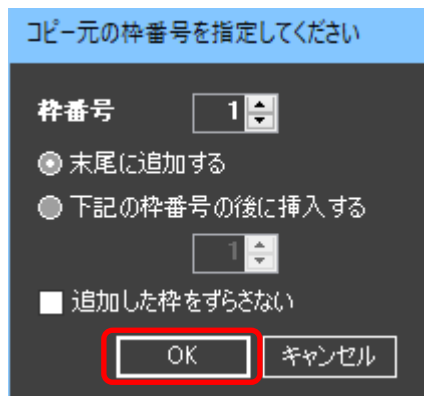 コピー元の枠番号を指定してください
枠番号 1
末尾に追加する
下記の枠番号の後に挿入する
1
追加した枠をずらさない
OK キャンセル